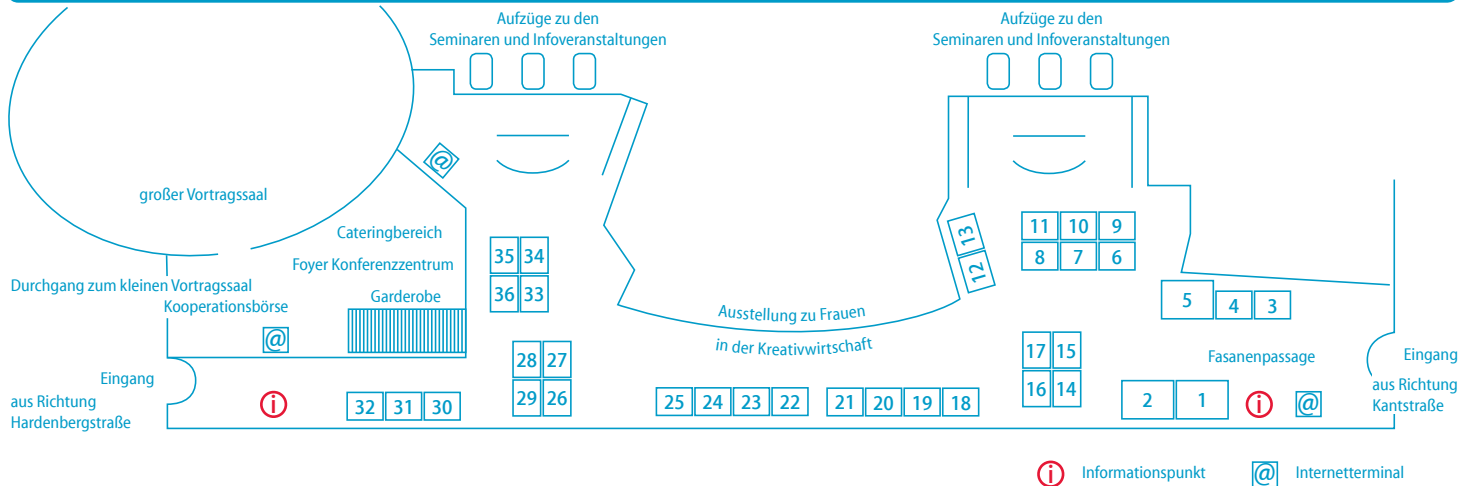 Aufzüge zu den
Seminaren und Infoveranstaltungen
Aufzüge zu den
Seminaren und Infoveranstaltungen
@
großer Vortragssaal
Cateringbereich
Foyer Konferenzzentrum
Garderobe
Durchgang zum kleinen Vortragssaal
Kooperationsbörse
@
35 34
36 33
13
12
11 10 9
8 7 6
5 4 3
Ausstellung zu Frauen
in der Kreativwirtschaft
28 27
29 26
17 15
16 14
Fasanenpassage
Eingang
aus Richtung
Hardenbergstraße
i
32 31 30
25 24 23 22
21 20 19 18
2 1
i
@
Eingang
aus Richtung
Kantstraße
i Informationspunkt
@ Internetterminal